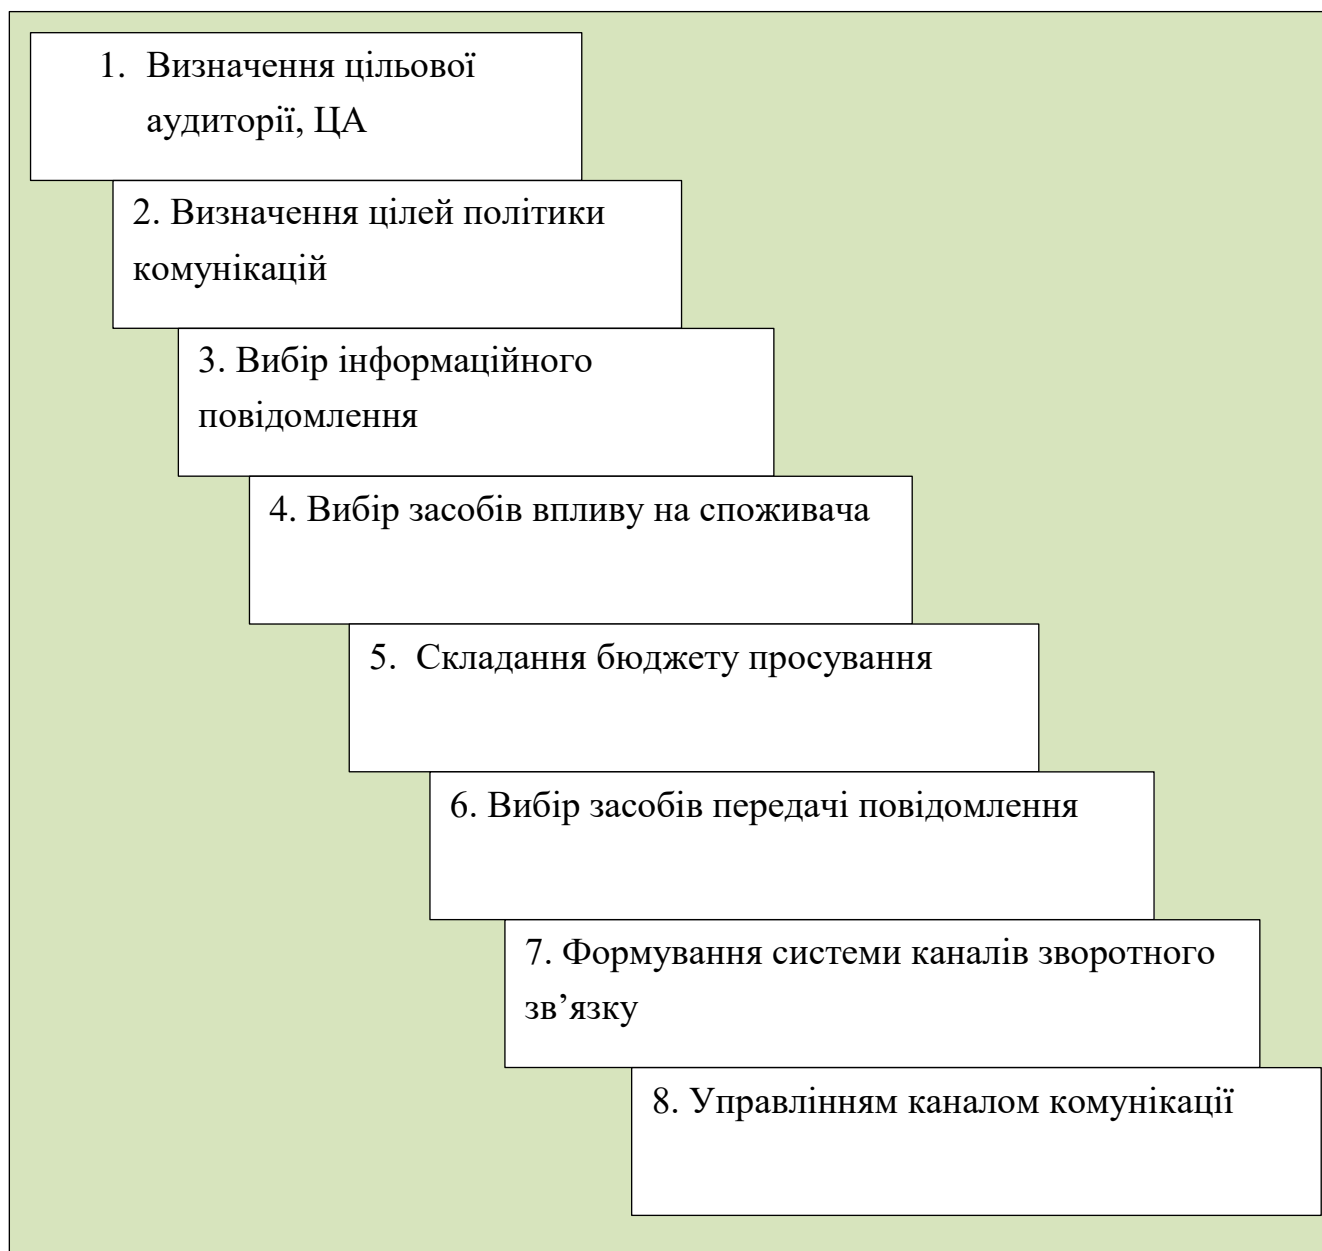 1. Визначення цільової
аудиторії, ЦА
2. Визначення цілей політики
комунікацій
3. Вибір інформаційного
повідомлення
4. Вибір засобів впливу на споживача
5. Складання бюджету просування
6. Вибір засобів передачі повідомлення
7. Формування системи каналів зворотного
зв’язку
8. Управлінням каналом комунікації